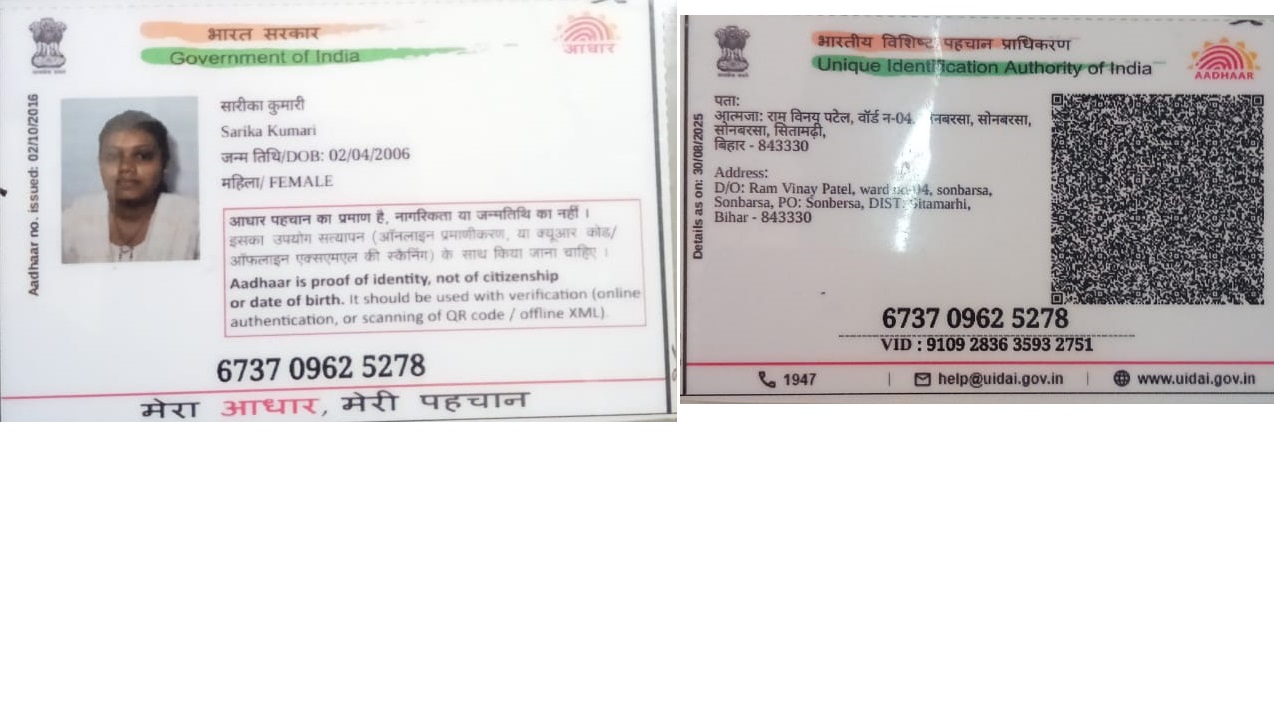 भारत सरकार
Government of India
आधार
Aadhaar no. issued: 02/10/2016
सारीका कुमारी
Sarika Kumari
जन्म तिथि/DOB: 02/04/2006
महिला/ FEMALE
आधार पहचान का प्रमाण है, नागरिकता या जन्मतिथि का नहीं ।
इसका उपयोग सत्यापन (ऑनलाइन प्रमाणीकरण, या क्यूआर कोड/
ऑफलाइन एक्सएमएल की स्कैनिंग) के साथ किया जाना चाहिए ।
Aadhaar is proof of identity, not of citizenship
or date of birth. It should be used with verification (online
authentication, or scanning of QR code / offline XML).
6737 0962 5278
मेरा आधार, मेरी पहचान
भारतीय विशिष्ट पहचान प्राधिकरण
Unique Identification Authority of India
AADHAAR
Details as on: 30/08/2025
पता:
आत्मजा: राम विनय पटेल, वॉर्ड न-04, सोनबरसा,
सोनबरसा, सितामढ़ी,
बिहार - 843330
Address:
D/O: Ram Vinay Patel, ward no-04, sonbarsa,
Sonbarsa, PO: Sonbersa, DIST: Sitamarhi,
Bihar - 843330
6737 0962 5278
VID : 9109 2836 3593 2751
1947 | help@uidai.gov.in | www.uidai.gov.in